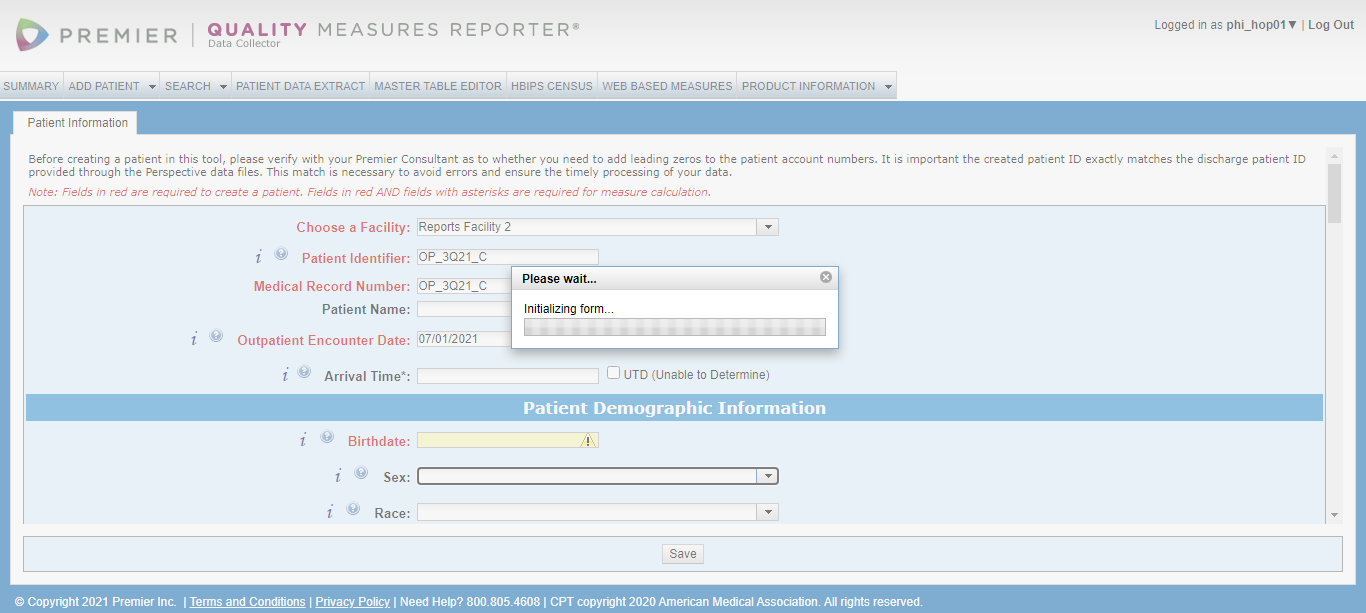 PREMIER | QUALITY MEASURES REPORTER®
Data Collector
Logged in as phi_hop01▼ | Log Out
SUMMARY ADD PATIENT SEARCH PATIENT DATA EXTRACT MASTER TABLE EDITOR HBIPS CENSUS WEB BASED MEASURES PRODUCT INFORMATION
Patient Information
Before creating a patient in this tool, please verify with your Premier Consultant as to whether you need to add leading zeros to the patient account numbers. It is important the created patient ID exactly matches the discharge patient ID
provided through the Perspective data files. This match is necessary to avoid errors and ensure the timely processing of your data.
Note: Fields in red are required to create a patient. Fields in red AND fields with asterisks are required for measure calculation.
Choose a Facility: Reports Facility 2
i ? Patient Identifier: OP_3Q21_C
Please wait...
Medical Record Number: OP_3Q21_C
Initializing form...
Patient Name:
i ? Outpatient Encounter Date: 07/01/2021
i ? Arrival Time*: UTD (Unable to Determine)
Patient Demographic Information
i ? Birthdate:
i ? Sex:
i ? Race:
Save
© Copyright 2021 Premier Inc. | Terms and Conditions | Privacy Policy | Need Help? 800.805.4608 | CPT copyright 2020 American Medical Association. All rights reserved.